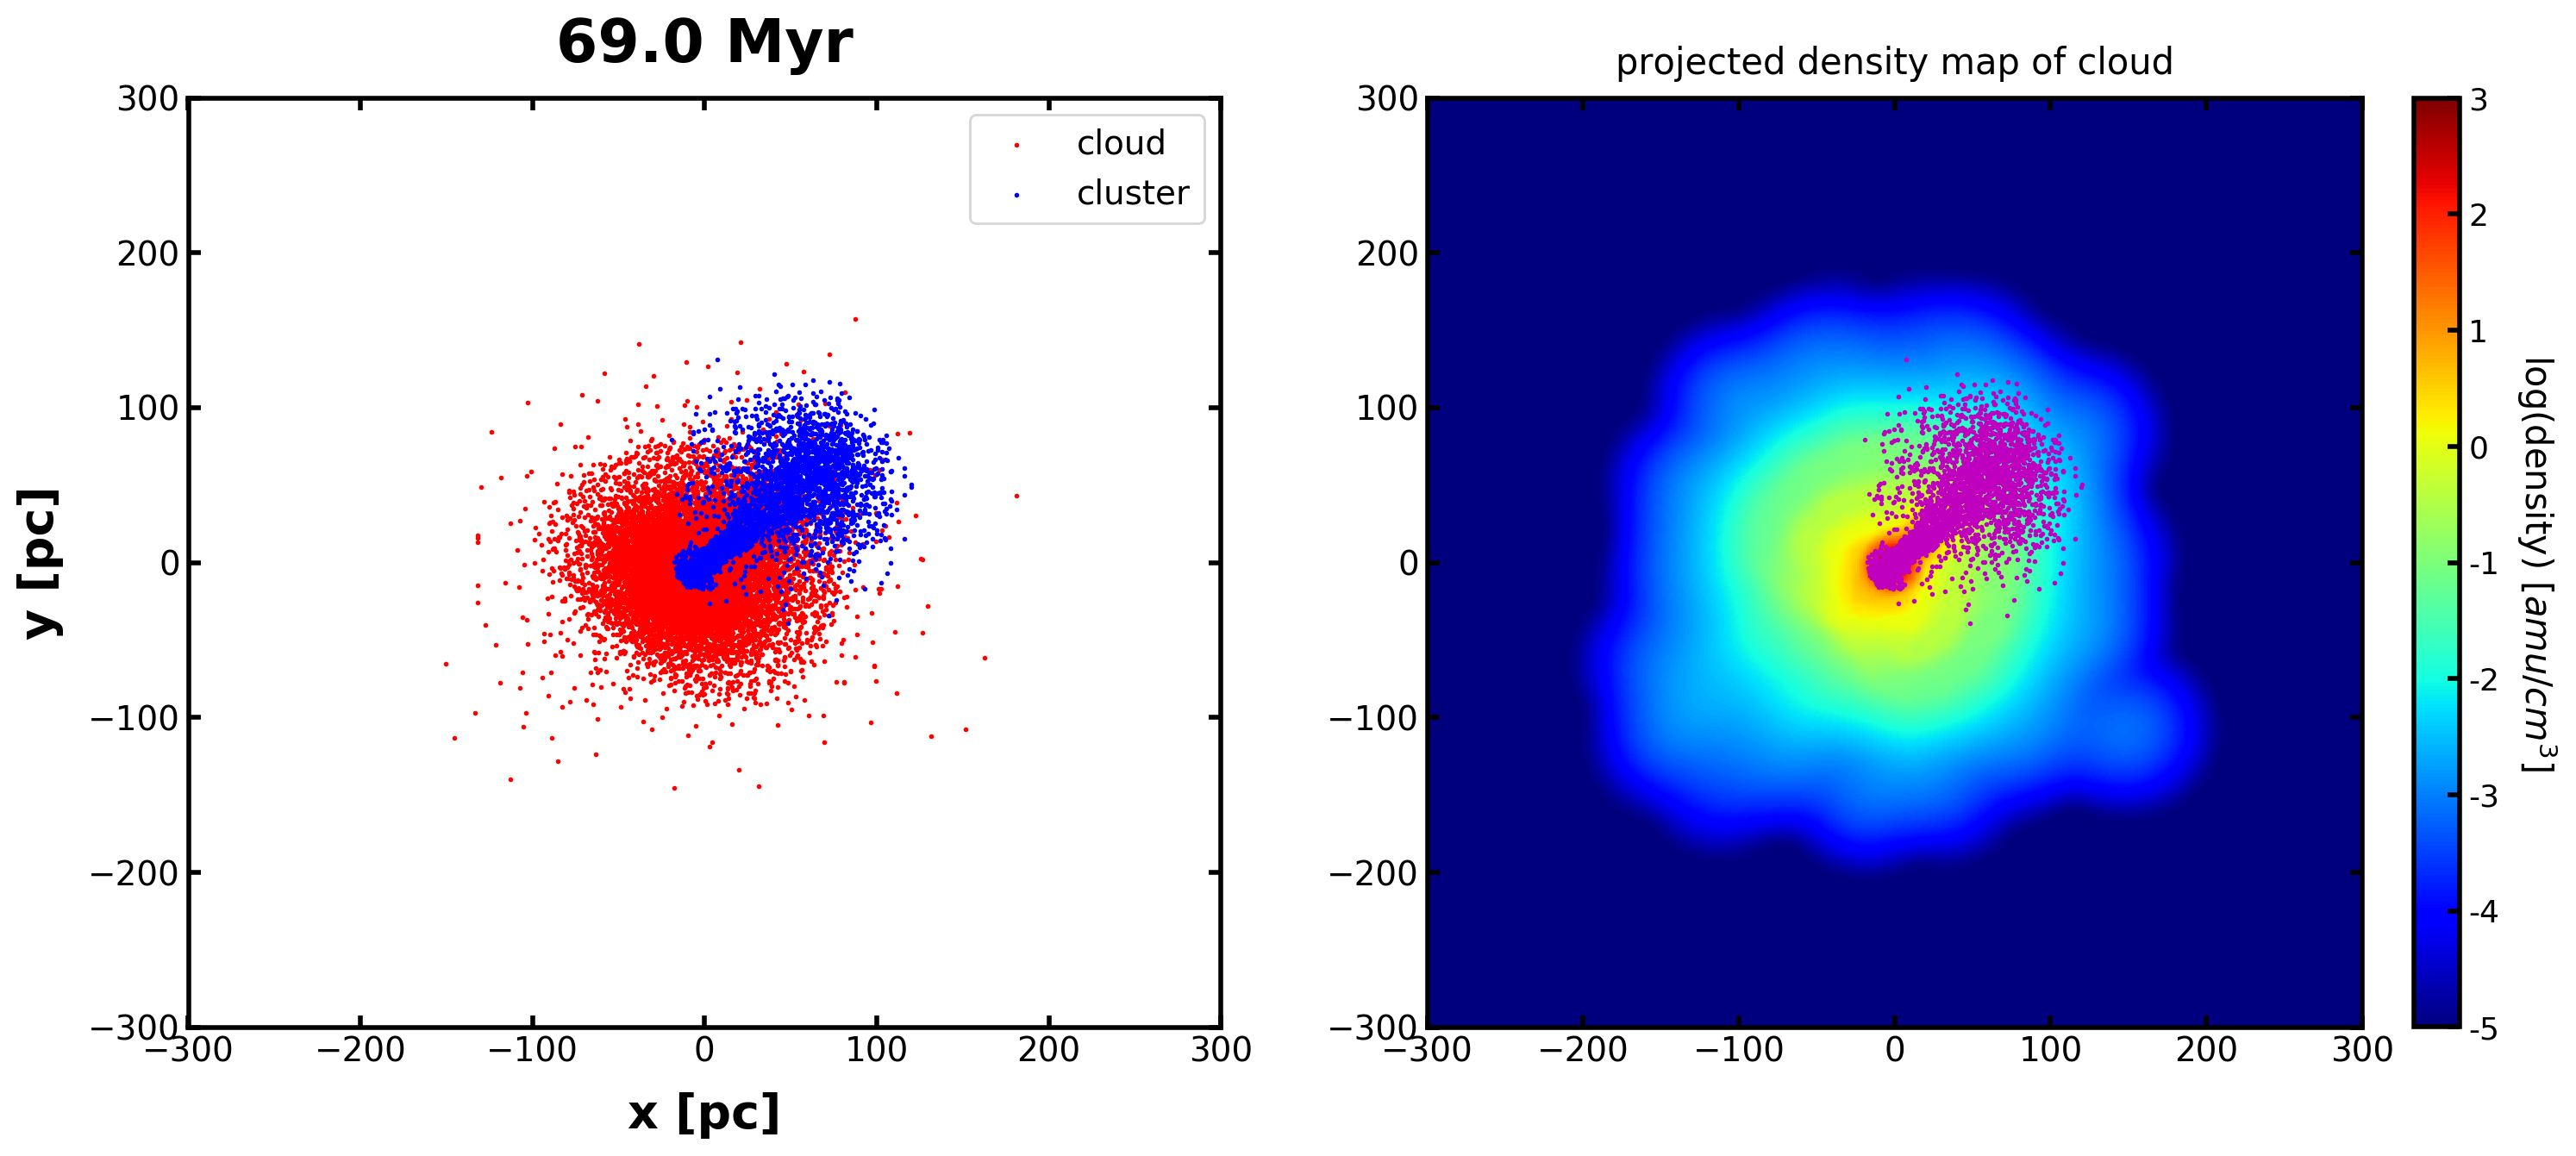 69.0 Myr
300
200
100
0
−100
−200
−300
−300 −200 −100 0 100 200 300
y [pc]
x [pc]
cloud
cluster
projected density map of cloud
300
200
100
0
−100
−200
−300
−300 −200 −100 0 100 200 300
3
2
1
0
-1
-2
-3
-4
-5
log(density) [amu/cm³]